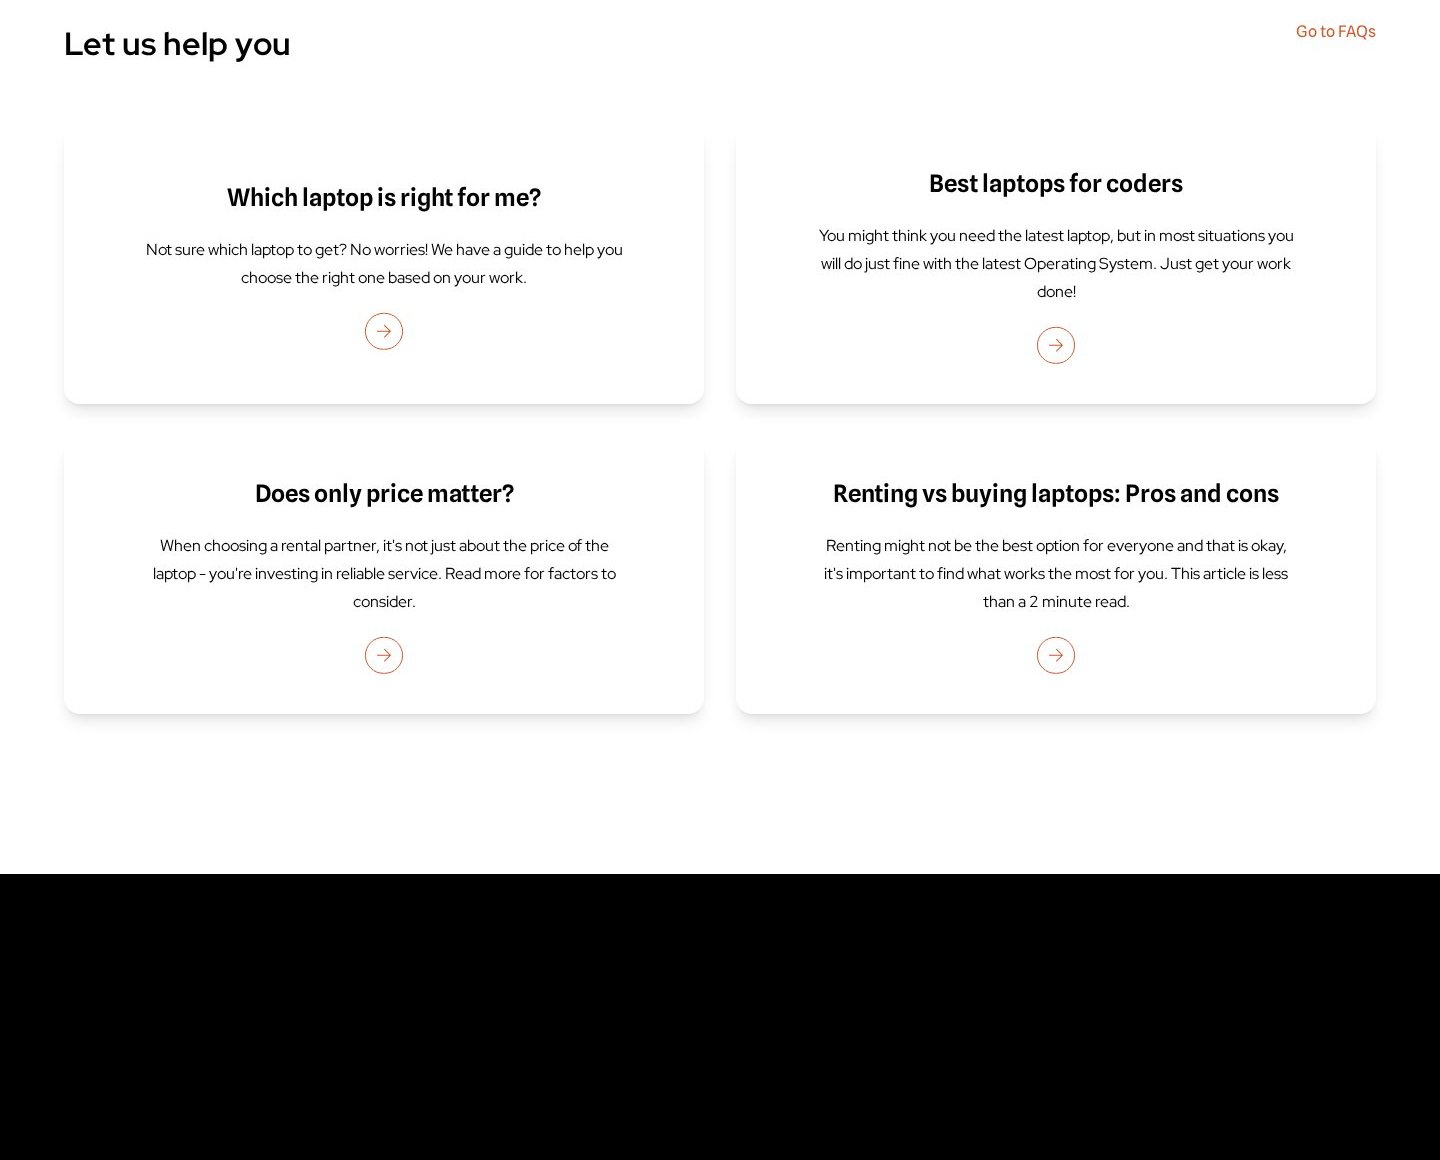 Let us help you
Go to FAQs
Which laptop is right for me?
Not sure which laptop to get? No worries! We have a guide to help you
choose the right one based on your work.
Best laptops for coders
You might think you need the latest laptop, but in most situations you
will do just fine with the latest Operating System. Just get your work
done!
Does only price matter?
When choosing a rental partner, it's not just about the price of the
laptop - you're investing in reliable service. Read more for factors to
consider.
Renting vs buying laptops: Pros and cons
Renting might not be the best option for everyone and that is okay,
it's important to find what works the most for you. This article is less
than a 2 minute read.